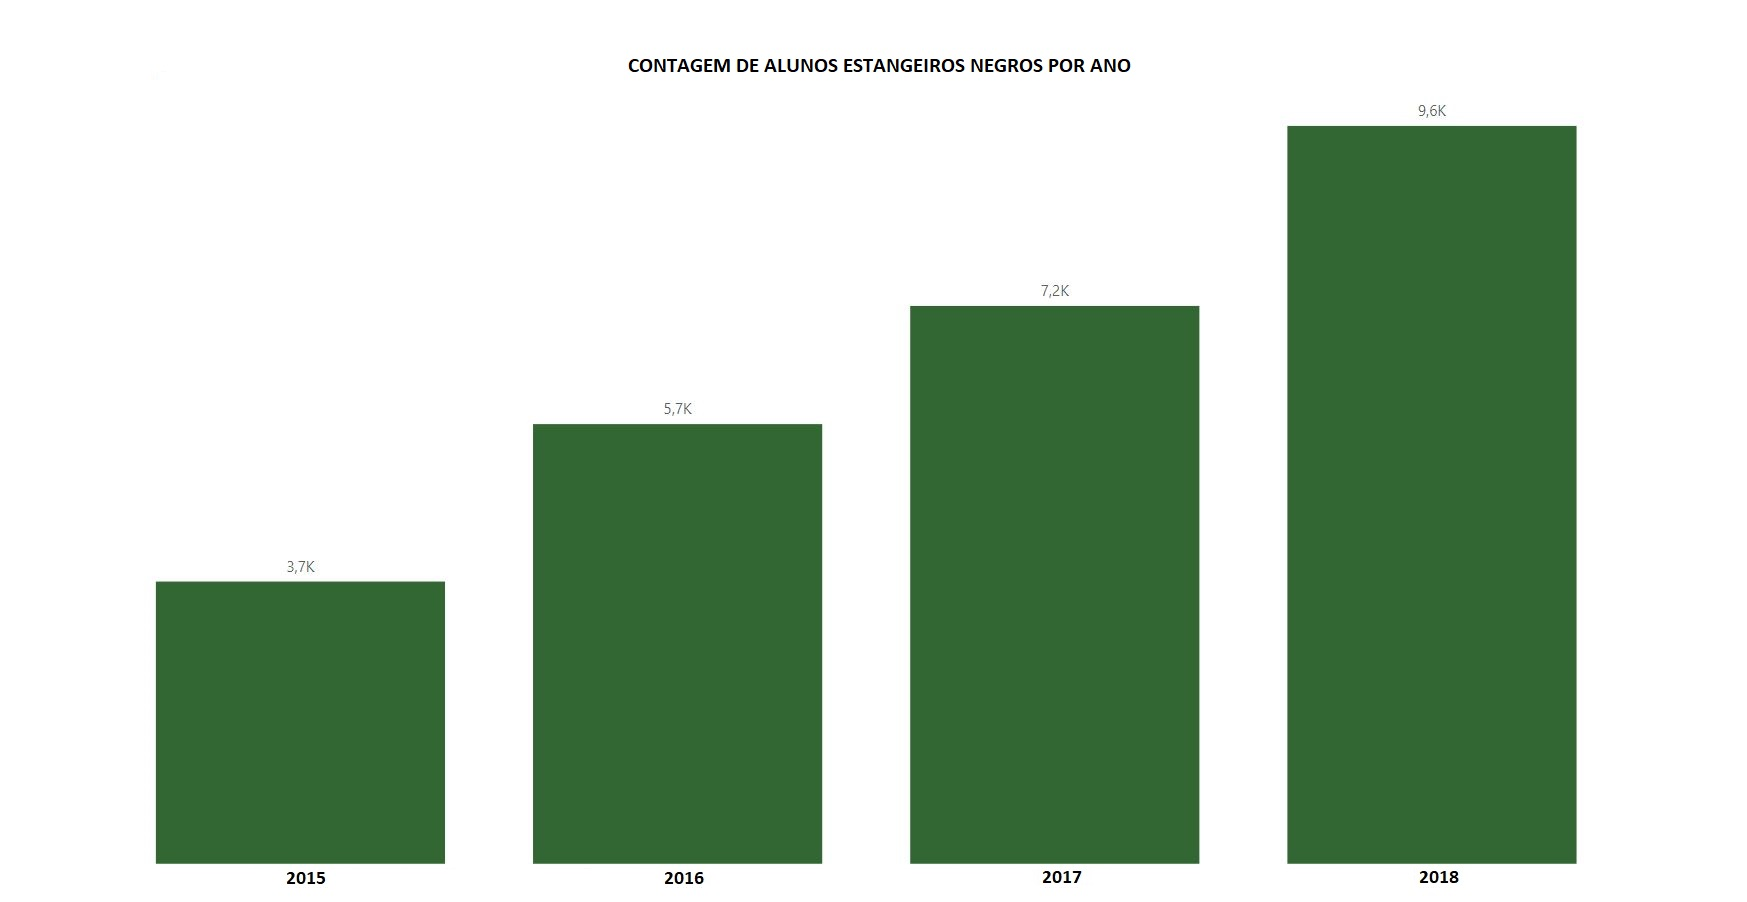 CONTAGEM DE ALUNOS ESTANGEIROS NEGROS POR ANO
9,6K
7,2K
5,7K
3,7K
2015 2016 2017 2018